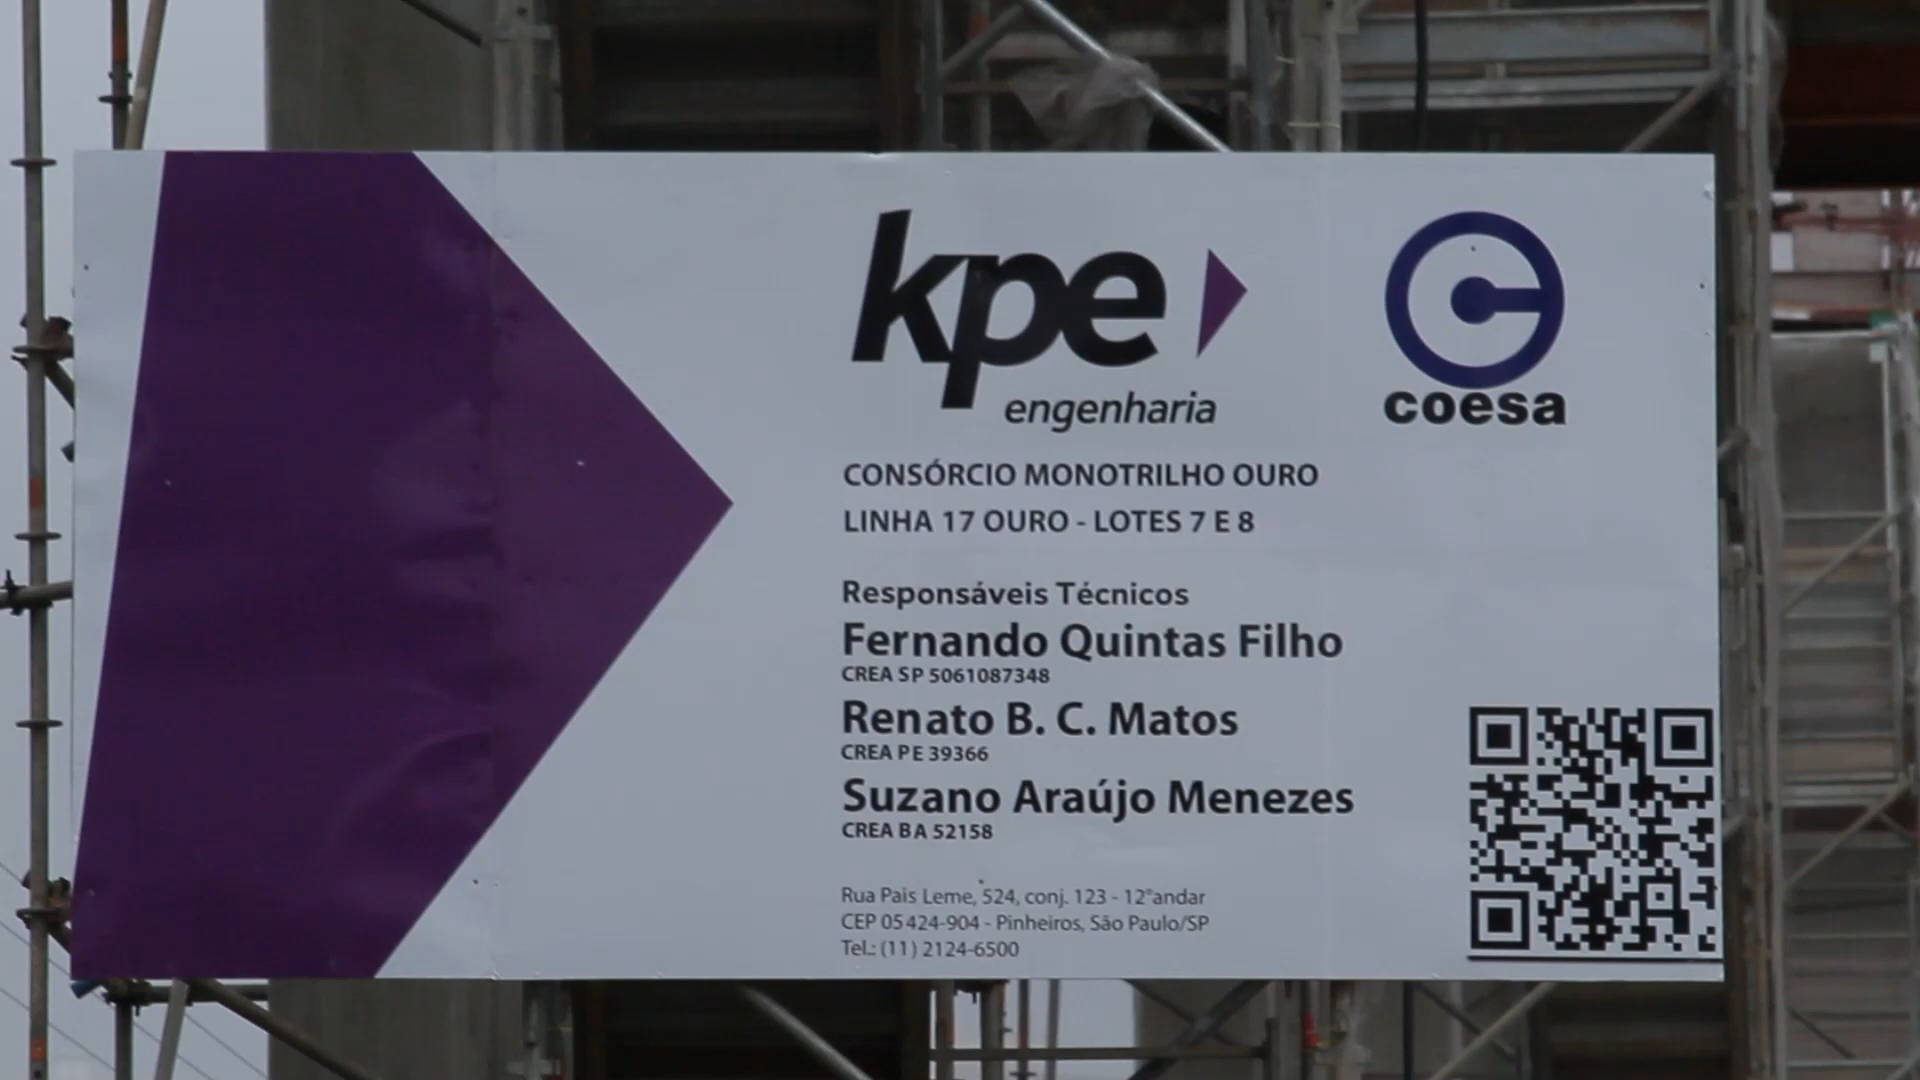 kpe
engenharia
coesa
CONSÓRCIO MONOTRILHO OURO
LINHA 17 OURO - LOTES 7 E 8
Responsáveis Técnicos
Fernando Quintas Filho
CREA SP 5061087348
Renato B. C. Matos
CREA PE 39366
Suzano Araújo Menezes
CREA BA 52158
Rua Pais Leme, 524, conj. 123 - 12°andar
CEP 05424-904 - Pinheiros, São Paulo/SP
Tel.: (11) 2124-6500